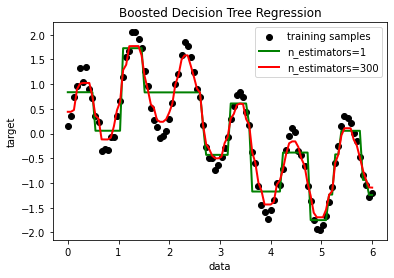 Boosted Decision Tree Regression
training samples
n_estimators=1
n_estimators=300
target
2.0
1.5
1.0
0.5
0.0
−0.5
−1.0
−1.5
−2.0
0 1 2 3 4 5 6
data